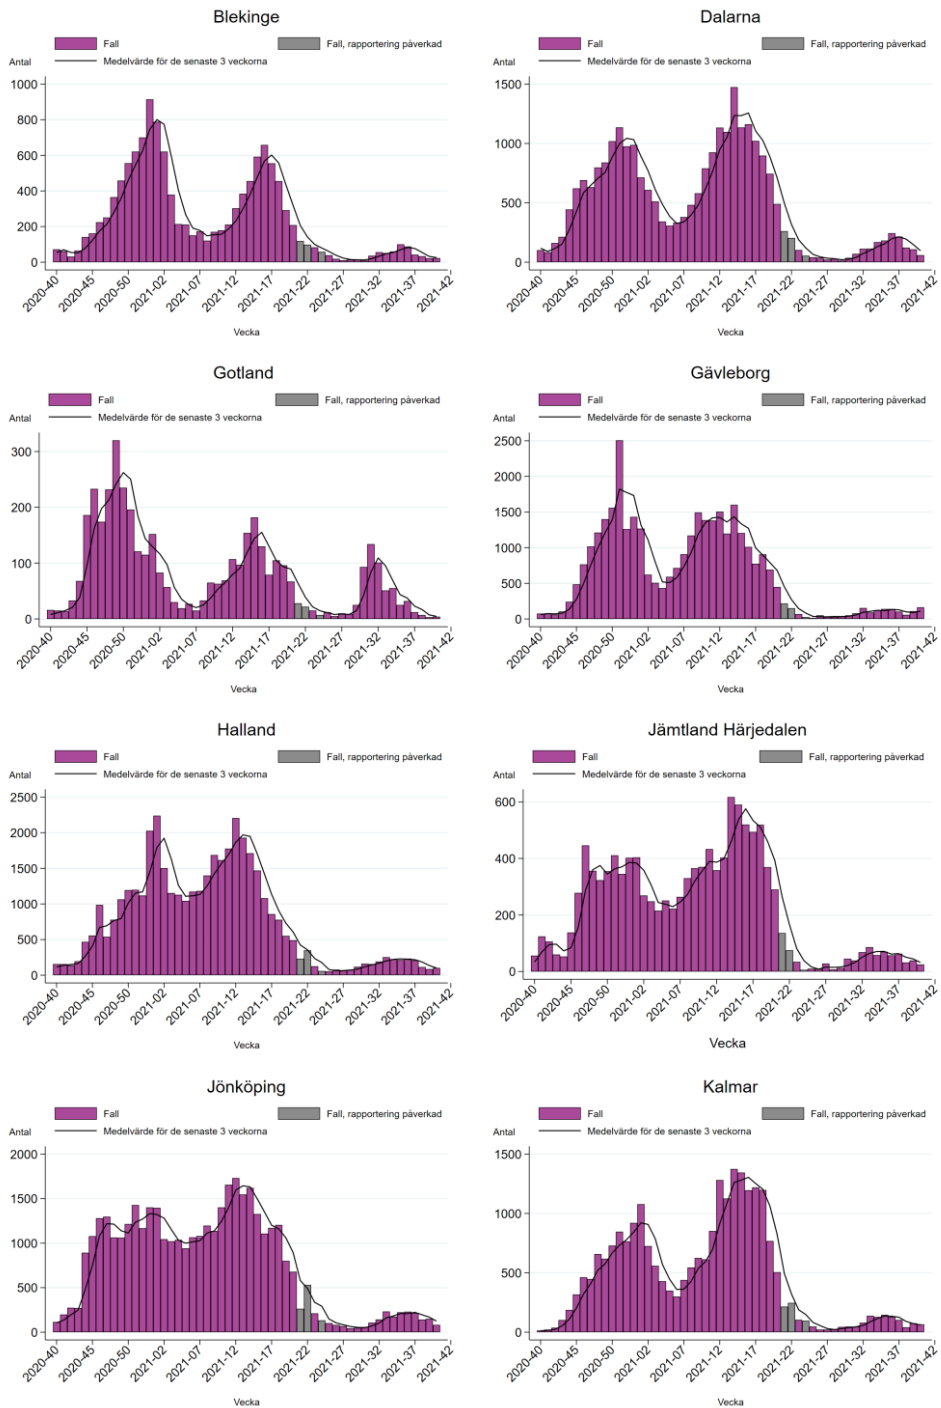 Blekinge
Fall
Fall, rapportering påverkad
Antal
Medelvärde för de senaste 3 veckorna
1000
800
600
400
200
0
2020-40
2020-45
2020-50
2021-02
2021-07
2021-12
2021-17
2021-22
2021-27
2021-32
2021-37
2021-42
Vecka
Dalarna
Fall
Fall, rapportering påverkad
Antal
Medelvärde för de senaste 3 veckorna
1500
1000
500
0
2020-40
2020-45
2020-50
2021-02
2021-07
2021-12
2021-17
2021-22
2021-27
2021-32
2021-37
2021-42
Vecka
Gotland
Fall
Fall, rapportering påverkad
Antal
Medelvärde för de senaste 3 veckorna
300
200
100
0
2020-40
2020-45
2020-50
2021-02
2021-07
2021-12
2021-17
2021-22
2021-27
2021-32
2021-37
2021-42
Vecka
Gävleborg
Fall
Fall, rapportering påverkad
Antal
Medelvärde för de senaste 3 veckorna
2500
2000
1500
1000
500
0
2020-40
2020-45
2020-50
2021-02
2021-07
2021-12
2021-17
2021-22
2021-27
2021-32
2021-37
2021-42
Vecka
Halland
Fall
Fall, rapportering påverkad
Antal
Medelvärde för de senaste 3 veckorna
2500
2000
1500
1000
500
0
2020-40
2020-45
2020-50
2021-02
2021-07
2021-12
2021-17
2021-22
2021-27
2021-32
2021-37
2021-42
Vecka
Jämtland Härjedalen
Fall
Fall, rapportering påverkad
Antal
Medelvärde för de senaste 3 veckorna
600
400
200
0
2020-40
2020-45
2020-50
2021-02
2021-07
2021-12
2021-17
2021-22
2021-27
2021-32
2021-37
2021-42
Vecka
Jönköping
Fall
Fall, rapportering påverkad
Antal
Medelvärde för de senaste 3 veckorna
2000
1500
1000
500
0
2020-40
2020-45
2020-50
2021-02
2021-07
2021-12
2021-17
2021-22
2021-27
2021-32
2021-37
2021-42
Vecka
Kalmar
Fall
Fall, rapportering påverkad
Antal
Medelvärde för de senaste 3 veckorna
1500
1000
500
0
2020-40
2020-45
2020-50
2021-02
2021-07
2021-12
2021-17
2021-22
2021-27
2021-32
2021-37
2021-42
Vecka